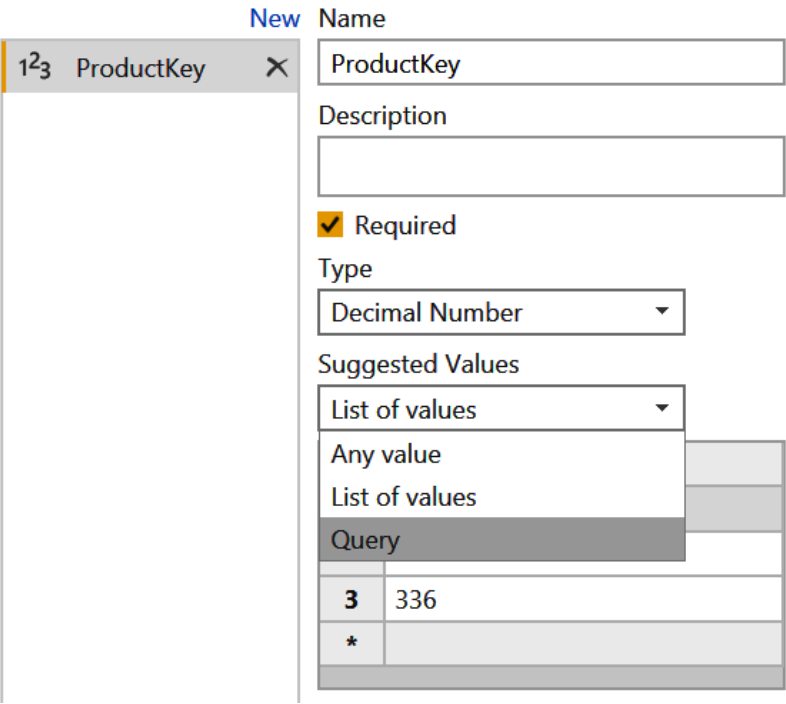 New
1²3 ProductKey
Name
ProductKey
Description
Required
Type
Decimal Number
Suggested Values
List of values
Any value
List of values
Query
3 336
*